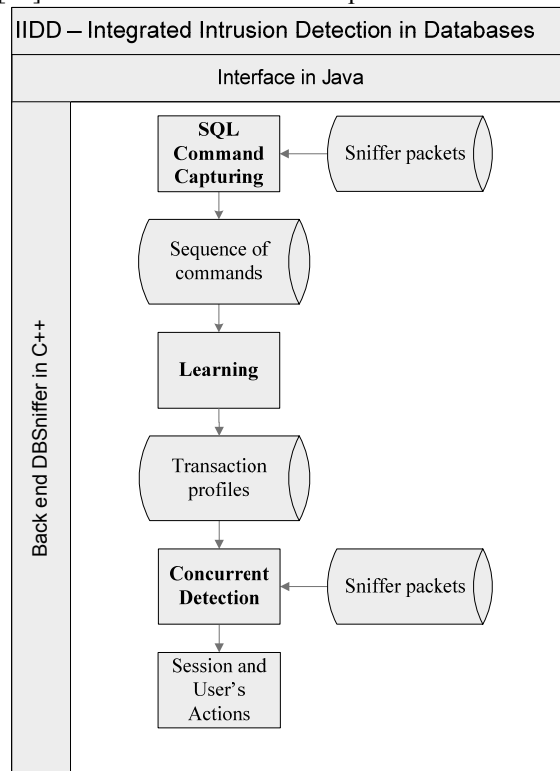 IIDD – Integrated Intrusion Detection in Databases
Interface in Java
Back end DBSniffer in C++
SQL
Command
Capturing
Sniffer packets
Sequence of
commands
Learning
Transaction
profiles
Concurrent
Detection
Sniffer packets
Session and
User's
Actions